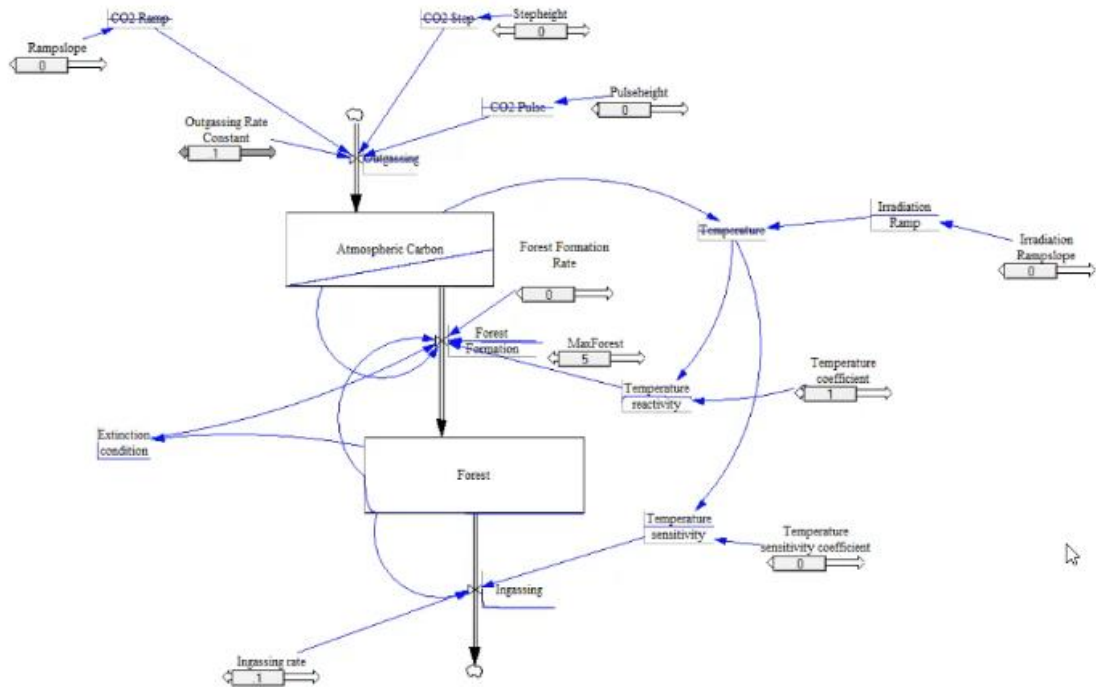 CO2 Ramp
CO2 Step
Stepheight
0
Rampslope
0
Pulseheight
0
CO2 Pulse
Outgassing Rate
Constant
1
Outgassing
Atmospheric Carbon
Temperature
Irradiation
Ramp
Irradiation
Rampslope
0
Forest Formation
Rate
0
Forest
Formation
MaxForest
5
Temperature
reactivity
Temperature
coefficient
1
Extinction
condition
Forest
Temperature
sensitivity
Temperature
sensitivity coefficient
0
Ingassing
Ingassing rate
.1